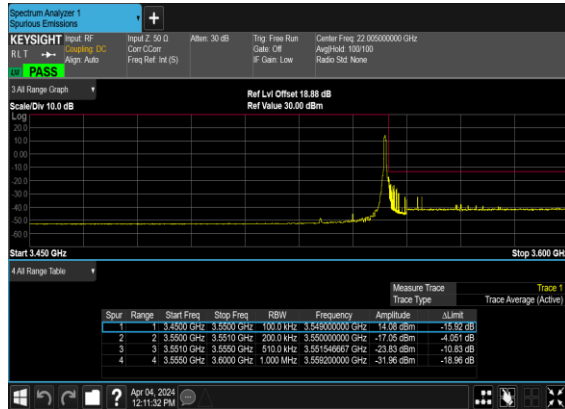 Spectrum Analyzer 1
Spurious Emissions
KEYSIGHT Input: RF Input Z: 50 Ω Atten: 30 dB Trig: Free Run Center Freq: 22.005000000 GHz
RLT Coupling: DC Corr CCorr Gate: Off Avg|Hold: 100/100
Align: Auto Freq Ref: Int (S) IF Gain: Low Radio Std: None
LW PASS
3 All Range Graph
Ref Lvl Offset 18.88 dB
Scale/Div 10.0 dB Ref Value 30.00 dBm
Log
20.0
10.0
0.00
-10.0
-20.0
-30.0
-40.0
-50.0
-60.0
Start 3.450 GHz Stop 3.600 GH
4 All Range Table
Measure Trace Trace 1
Trace Type Trace Average (Active)
Spur Range Start Freq Stop Freq RBW Frequency Amplitude ΔLimit
1 1 3.4500 GHz 3.5500 GHz 100.0 kHz 3.549000000 GHz 14.08 dBm -15.92 dB
2 2 3.5500 GHz 3.5510 GHz 200.0 kHz 3.550000000 GHz -17.05 dBm -4.051 dB
3 3 3.5510 GHz 3.5550 GHz 510.0 kHz 3.551546667 GHz -23.83 dBm -10.83 dB
4 4 3.5550 GHz 3.6000 GHz 1.000 MHz 3.559200000 GHz -31.96 dBm -18.96 dB
Apr 04, 2024
12:11:32 PM